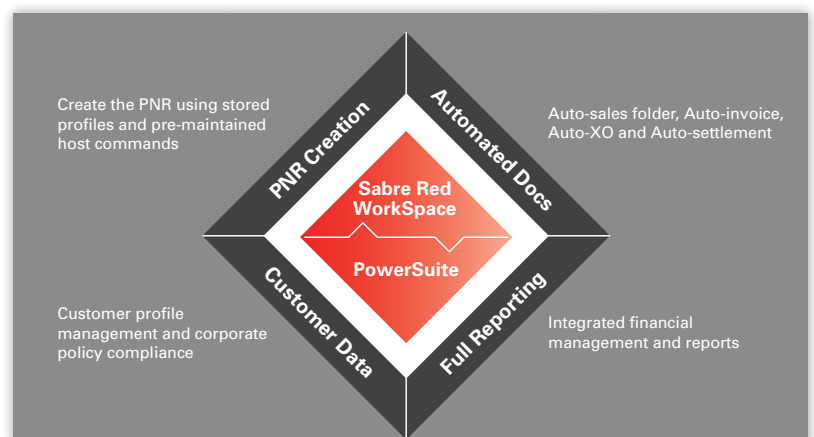 Create the PNR using stored
profiles and pre-maintained
host commands
PNR Creation
Automated Docs
Auto-sales folder, Auto-invoice,
Auto-XO and Auto-settlement
Sabre Red
WorkSpace
PowerSuite
Customer profile
management and corporate
policy compliance
Customer Data
Full Reporting
Integrated financial
management and reports